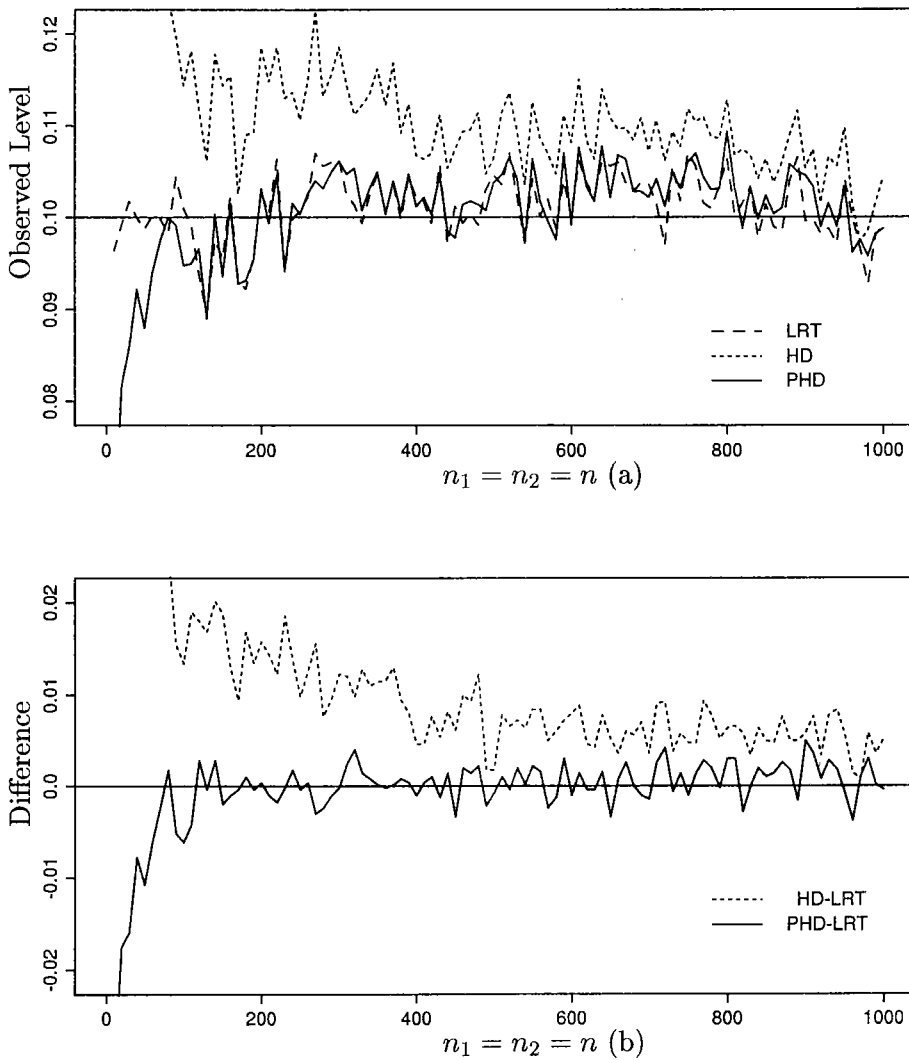 0.12
0.11
0.10
0.09
0.08
Observed Level
LRT
HD
PHD
0 200 400 600 800 1000
n₁ = n₂ = n (a)
0.02
0.01
0.0
-0.01
-0.02
Difference
HD-LRT
PHD-LRT
0 200 400 600 800 1000
n₁ = n₂ = n (b)